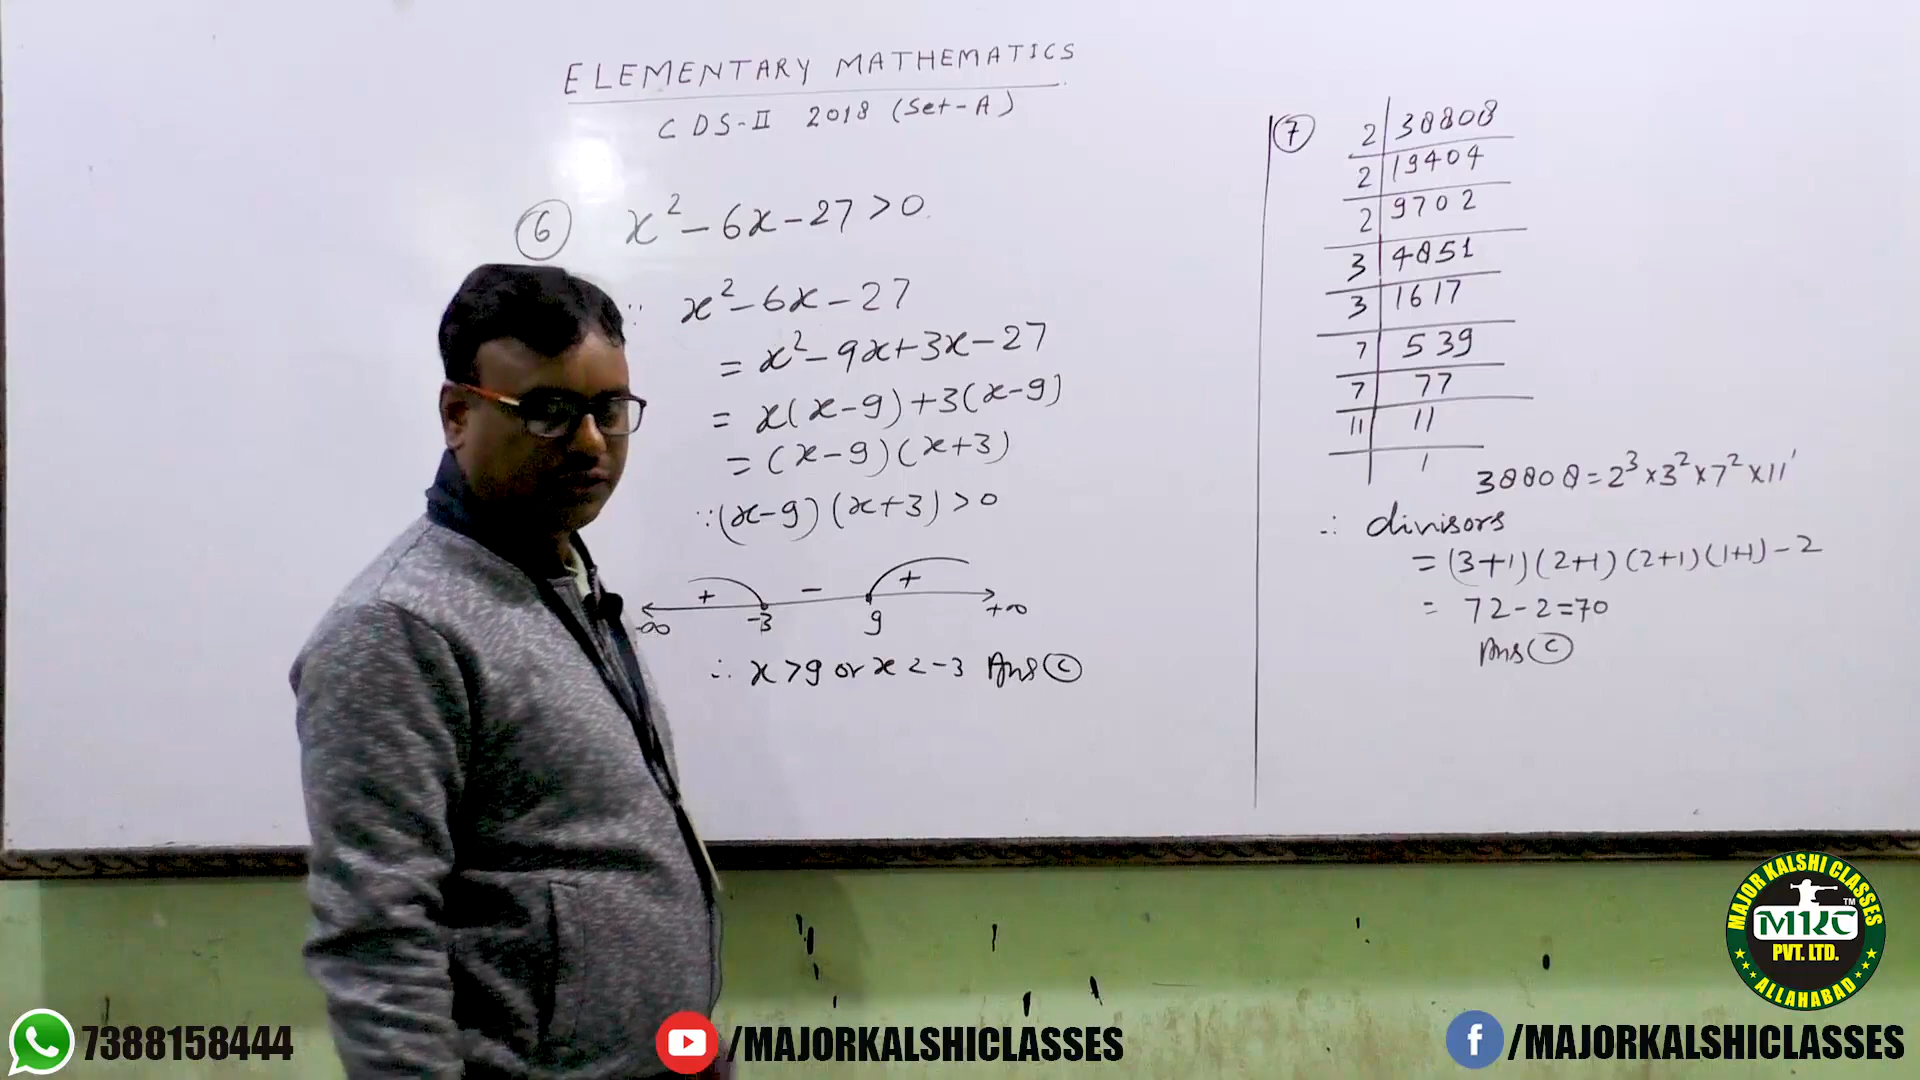 ELEMENTARY MATHEMATICS
CDS-II 2018 (Set-A)
6 x² - 6x - 27 > 0
∵ x² - 6x - 27
= x² - 9x + 3x - 27
= x(x-9) + 3(x-9)
= (x-9)(x+3)
∵ (x-9)(x+3) > 0
+ - +
-∞ -3 9 +∞
∴ x > 9 or x < -3 Ans (C)
7 2 | 38808
2 | 19404
2 | 9702
3 | 4851
3 | 1617
7 | 539
7 | 77
11 | 11
1
38808 = 2³ × 3² × 7² × 11¹
∴ divisors
= (3+1)(2+1)(2+1)(1+1) - 2
= 72 - 2 = 70
Ans (C)
MAJOR KALSHI CLASSES
MKC TM
PVT. LTD.
ALLAHABAD
7388158444
/MAJORKALSHICLASSES
/MAJORKALSHICLASSES